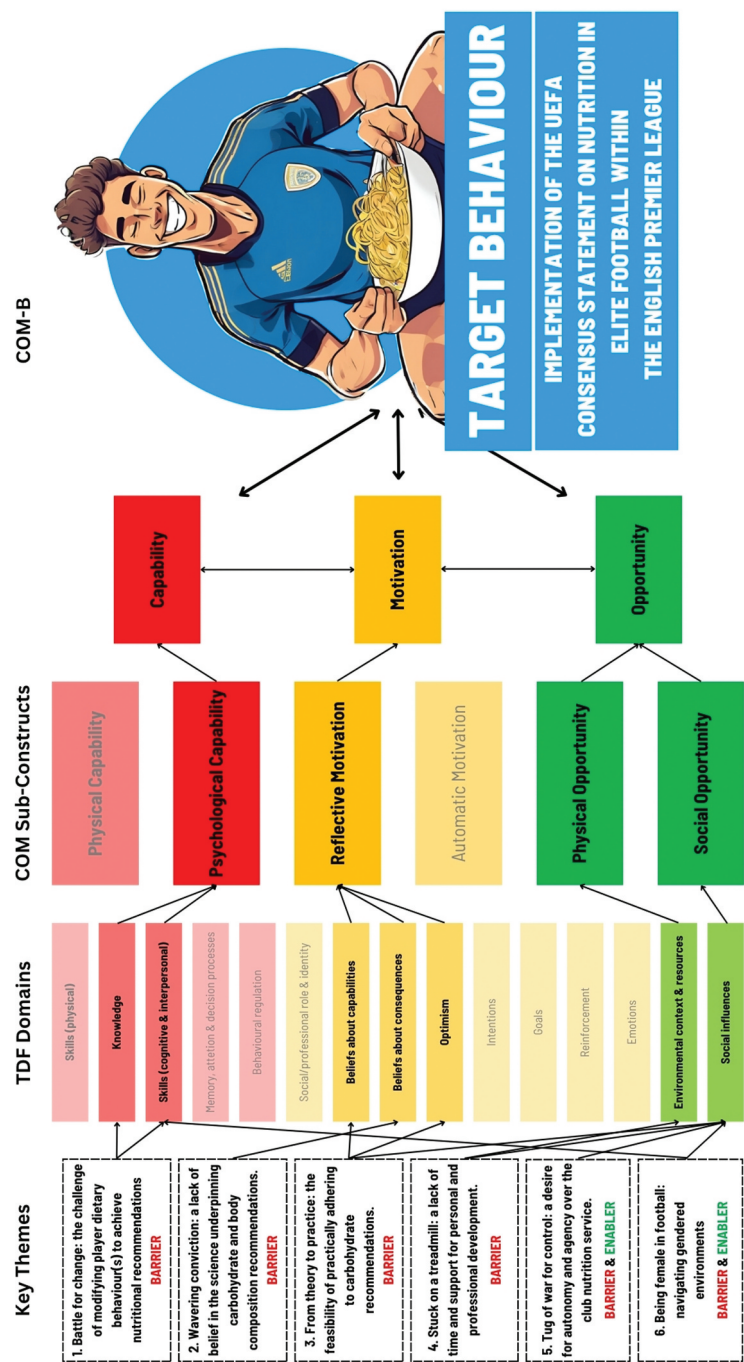 Key Themes
1. Battle for change: the challenge
of modifying player dietary
behaviour(s) to achieve
nutritional recommendations
BARRIER
2. Wavering conviction: a lack of
belief in the science underpinning
carbohydrate and body
composition recommendations.
BARRIER
3. From theory to practice: the
feasibility of practically adhering
to carbohydrate
recommendations.
BARRIER
4. Stuck on a treadmill: a lack of
time and support for personal and
professional development.
BARRIER
5. Tug of war for control: a desire
for autonomy and agency over the
club nutrition service.
BARRIER & ENABLER
6. Being female in football:
navigating gendered
environments
BARRIER & ENABLER
TDF Domains
Skills (physical)
Knowledge
Skills (cognitive & interpersonal)
Memory, attetion & decision processes
Behavioural regulation
Social/professional role & identity
Beliefs about capabilities
Beliefs about consequences
Optimism
Intentions
Goals
Reinforcement
Emotions
Environmental context & resources
Social influences
COM Sub-Constructs
Physical Capability
Psychological Capability
Reflective Motivation
Automatic Motivation
Physical Opportunity
Social Opportunity
COM-B
Capability
Motivation
Opportunity
TARGET BEHAVIOUR
IMPLEMENTATION OF THE UEFA
CONSENSUS STATEMENT ON NUTRITION IN
ELITE FOOTBALL WITHIN
THE ENGLISH PREMIER LEAGUE